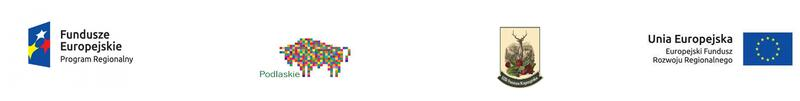 Fundusze
Europejskie
Program Regionalny
Podlaskie
Unia Europejska
Europejski Fundusz
Rozwoju Regionalnego